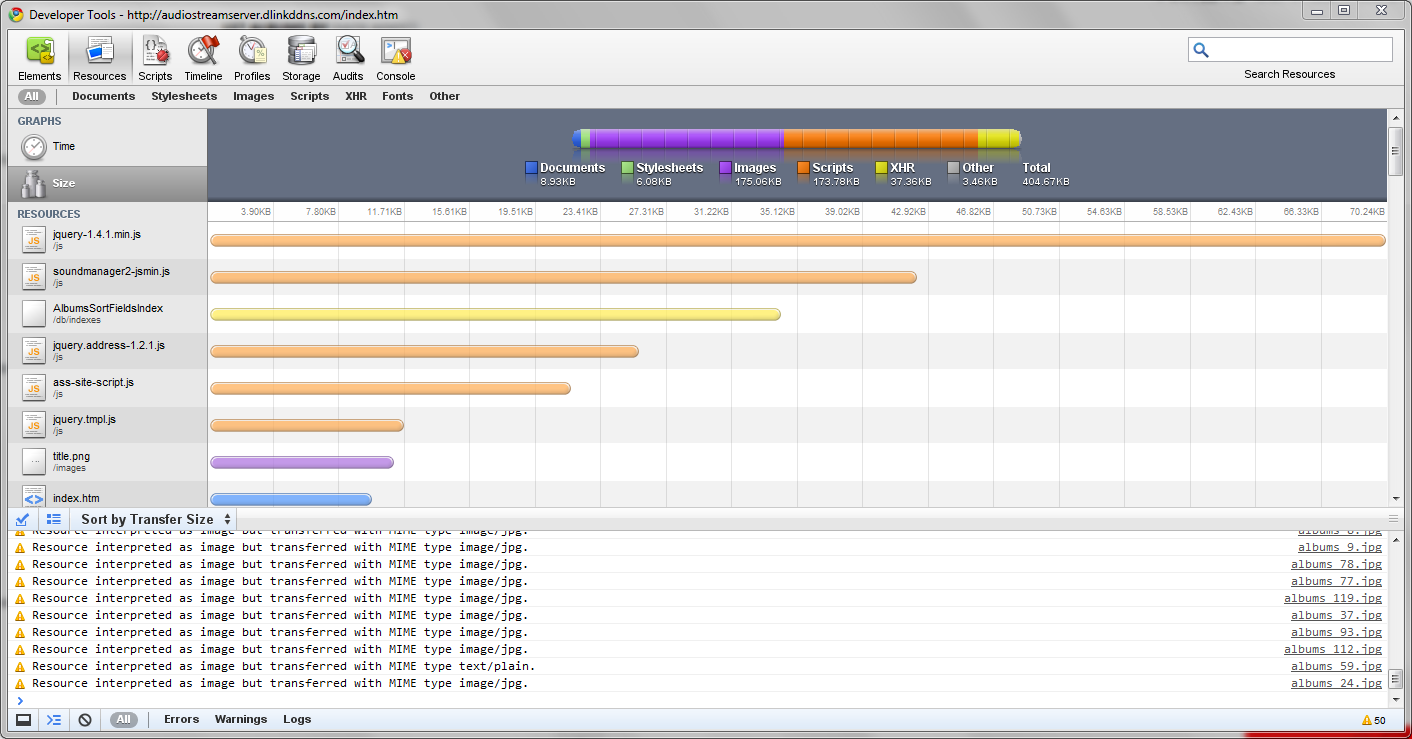 Developer Tools - http://audiostreamserver.dlinkddns.com/index.htm
Elements Resources Scripts Timeline Profiles Storage Audits Console
Search Resources
All Documents Stylesheets Images Scripts XHR Fonts Other
GRAPHS
Time
Size
Documents 8.93KB
Stylesheets 6.08KB
Images 175.06KB
Scripts 173.78KB
XHR 37.36KB
Other 3.46KB
Total 404.67KB
RESOURCES
3.90KB 7.80KB 11.71KB 15.61KB 19.51KB 23.41KB 27.31KB 31.22KB 35.12KB 39.02KB 42.92KB 46.82KB 50.73KB 54.63KB 58.53KB 62.43KB 66.33KB 70.24KB
jquery-1.4.1.min.js
/js
soundmanager2-jsmin.js
/js
AlbumsSortFieldsIndex
/db/indexes
jquery.address-1.2.1.js
/js
ass-site-script.js
/js
jquery.tmpl.js
/js
title.png
/images
index.htm
Sort by Transfer Size
Resource interpreted as image but transferred with MIME type image/jpg.
Resource interpreted as image but transferred with MIME type image/jpg. albums_9.jpg
Resource interpreted as image but transferred with MIME type image/jpg. albums_78.jpg
Resource interpreted as image but transferred with MIME type image/jpg. albums_77.jpg
Resource interpreted as image but transferred with MIME type image/jpg. albums_119.jpg
Resource interpreted as image but transferred with MIME type image/jpg. albums_37.jpg
Resource interpreted as image but transferred with MIME type image/jpg. albums_93.jpg
Resource interpreted as image but transferred with MIME type image/jpg. albums_112.jpg
Resource interpreted as image but transferred with MIME type text/plain. albums_59.jpg
Resource interpreted as image but transferred with MIME type image/jpg. albums_24.jpg
All Errors Warnings Logs 50